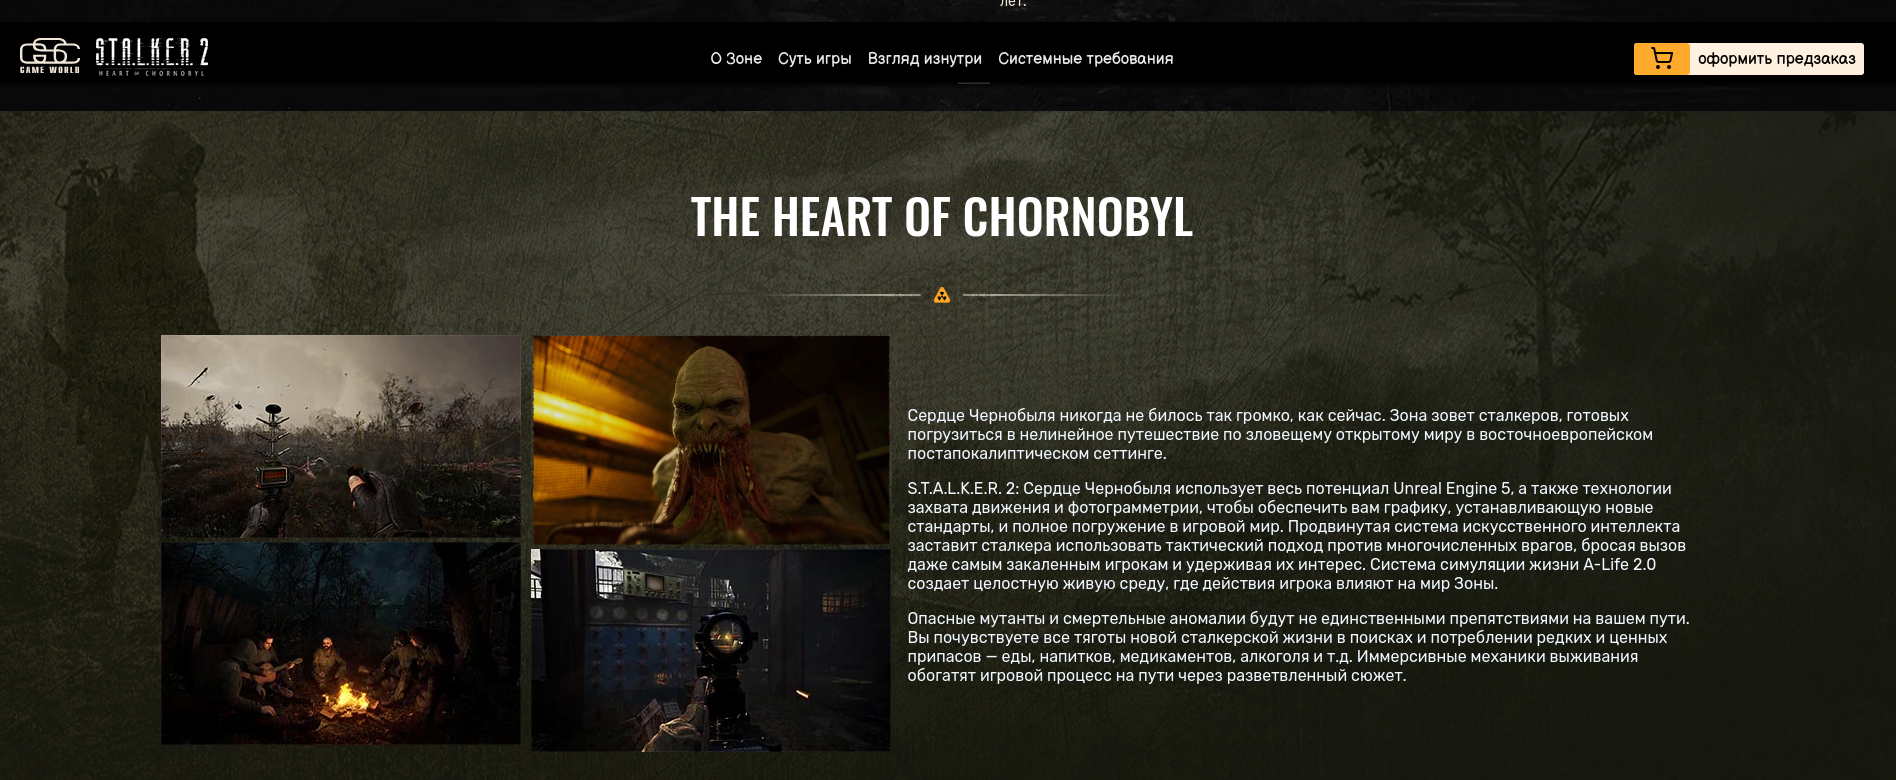 лет.
GSC
GAME WORLD
S.T.A.L.K.E.R. 2
HEART OF CHORNOBYL
О Зоне
Суть игры
Взгляд изнутри
Системные требования
оформить предзаказ
THE HEART OF CHORNOBYL
Сердце Чернобыля никогда не билось так громко, как сейчас. Зона зовет сталкеров, готовых
погрузиться в нелинейное путешествие по зловещему открытому миру в восточноевропейском
постапокалиптическом сеттинге.
S.T.A.L.K.E.R. 2: Сердце Чернобыля использует весь потенциал Unreal Engine 5, а также технологии
захвата движения и фотограмметрии, чтобы обеспечить вам графику, устанавливающую новые
стандарты, и полное погружение в игровой мир. Продвинутая система искусственного интеллекта
заставит сталкера использовать тактический подход против многочисленных врагов, бросая вызов
даже самым закаленным игрокам и удерживая их интерес. Система симуляции жизни A-Life 2.0
создает целостную живую среду, где действия игрока влияют на мир Зоны.
Опасные мутанты и смертельные аномалии будут не единственными препятствиями на вашем пути.
Вы почувствуете все тяготы новой сталкерской жизни в поисках и потреблении редких и ценных
припасов — еды, напитков, медикаментов, алкоголя и т.д. Иммерсивные механики выживания
обогатят игровой процесс на пути через разветвленный сюжет.